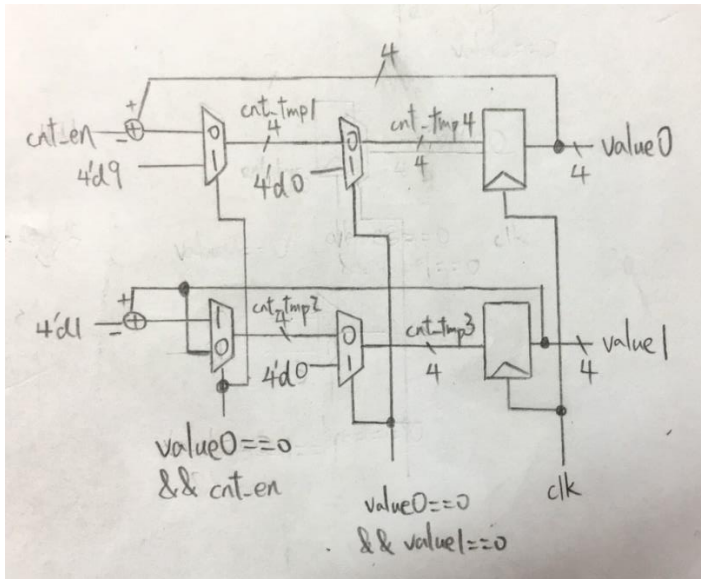 4
+
cnt_en
-
0
1
cnt_tmp1
4
0
1
cnt_tmp4
4
value0
4
4'd9
4'd0
+
4'd1
-
1
0
cnt_tmp2
4
0
1
cnt_tmp3
4
value1
4
4'd0
value0==0
&& cnt_en
value0==0
&& value1==0
clk